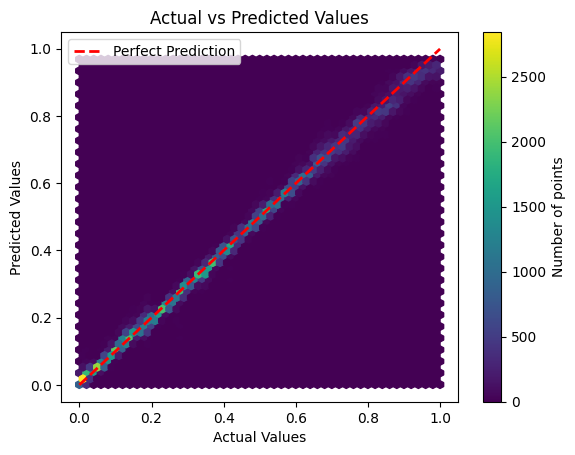 Actual vs Predicted Values
Perfect Prediction
1.0
0.8
0.6
0.4
0.2
0.0
Predicted Values
0.0 0.2 0.4 0.6 0.8 1.0
Actual Values
2500
2000
1500
1000
500
0
Number of points